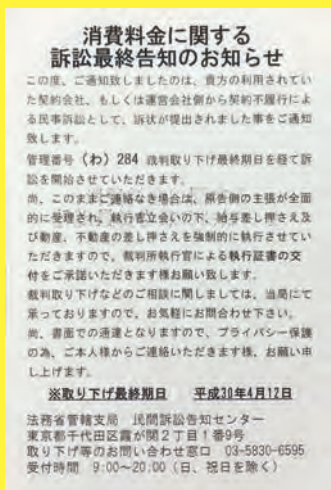 消費料金に関する
訴訟最終告知のお知らせ
この度、ご通知致しましたのは、貴方の利用されてい
た契約会社、もしくは運営会社側から契約不履行によ
る民事訴訟として、訴状が提出されました事をご通知
致します。
管理番号（わ）284 裁判取り下げ最終期日を経て訴
訟を開始させていただきます。
尚、このままご連絡なき場合は、原告側の主張が全面
的に受理され、執行官立会いの下、給与差し押さえ及
び動産、不動産の差し押さえを強制的に執行させてい
ただきますので、裁判所執行官による執行証書の交
付をご承諾いただきます様お願い致します。
裁判取り下げなどのご相談に関しましては、当局にて
承っておりますので、お気軽にお問合わせ下さい。
尚、書面での通達となりますので、プライバシー保護
の為、ご本人様からご連絡いただきます様、お願い申
し上げます。
※取り下げ最終期日　平成30年4月12日
法務省管轄支局　民間訴訟告知センター
東京都千代田区霞が関2丁目1番9号
取り下げ等のお問い合わせ窓口　03-5830-6595
受付時間　9:00～20:00（日、祝日を除く）